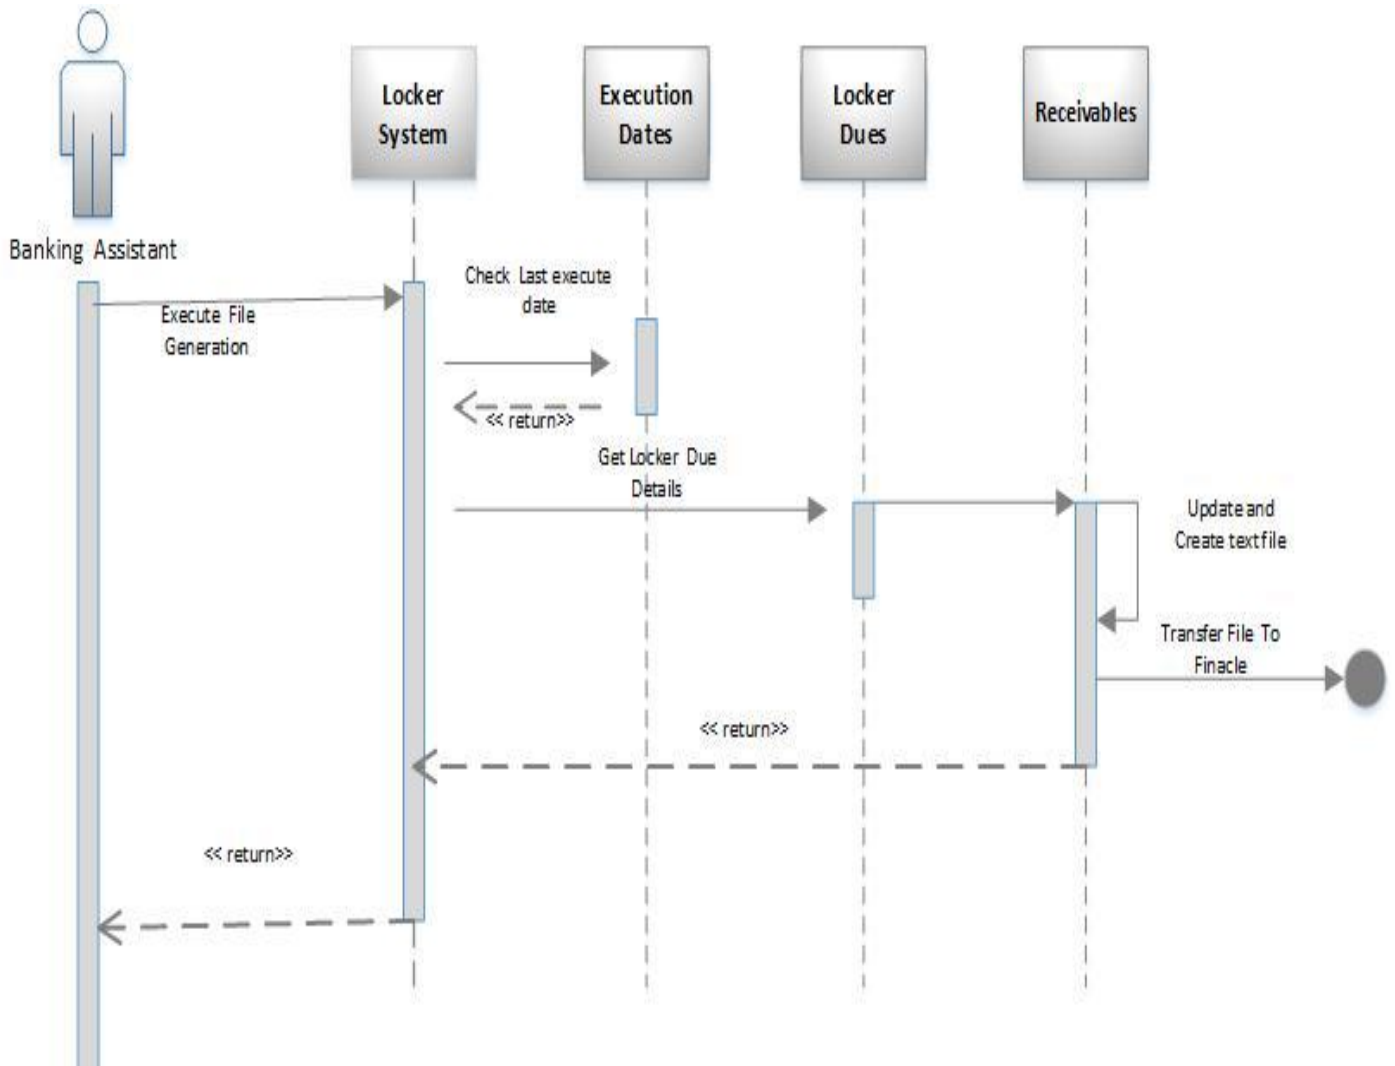 Locker
System
Execution
Dates
Locker
Dues
Receivables
Banking Assistant
Check Last execute
date
Execute File
Generation
<< return>>
Get Locker Due
Details
Update and
Create text file
Transfer File To
Finacle
<< return>>
<< return>>